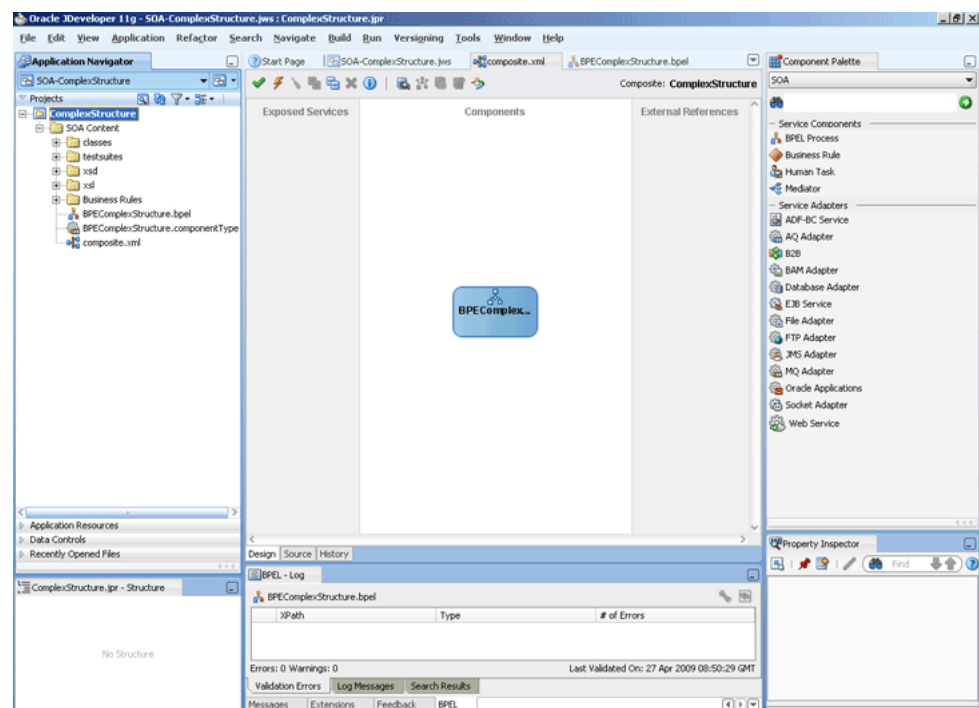 Oracle JDeveloper 11g - SOA-ComplexStructure.jws : ComplexStructure.jpr
File Edit View Application Refactor Search Navigate Build Run Versioning Tools Window Help
Application Navigator
SOA-ComplexStructure
Projects
ComplexStructure
SOA Content
classes
testsuites
xsd
xsl
Business Rules
BPEComplexStructure.bpel
BPEComplexStructure.componentType
composite.xml
Application Resources
Data Controls
Recently Opened Files
ComplexStructure.jpr - Structure
No Structure
Start Page
SOA-ComplexStructure.jws
composite.xml
BPEComplexStructure.bpel
Composite: ComplexStructure
Exposed Services
Components
External References
BPEComplex...
Design Source History
BPEL - Log
BPEComplexStructure.bpel
XPath Type # of Errors
Errors: 0 Warnings: 0
Last Validated On: 27 Apr 2009 08:50:29 GMT
Validation Errors Log Messages Search Results
Messages Extensions Feedback BPEL
Component Palette
SOA
Service Components
BPEL Process
Business Rule
Human Task
Mediator
Service Adapters
ADF-BC Service
AQ Adapter
B2B
BAM Adapter
Database Adapter
EJB Service
File Adapter
FTP Adapter
JMS Adapter
MQ Adapter
Oracle Applications
Socket Adapter
Web Service
Property Inspector
Find